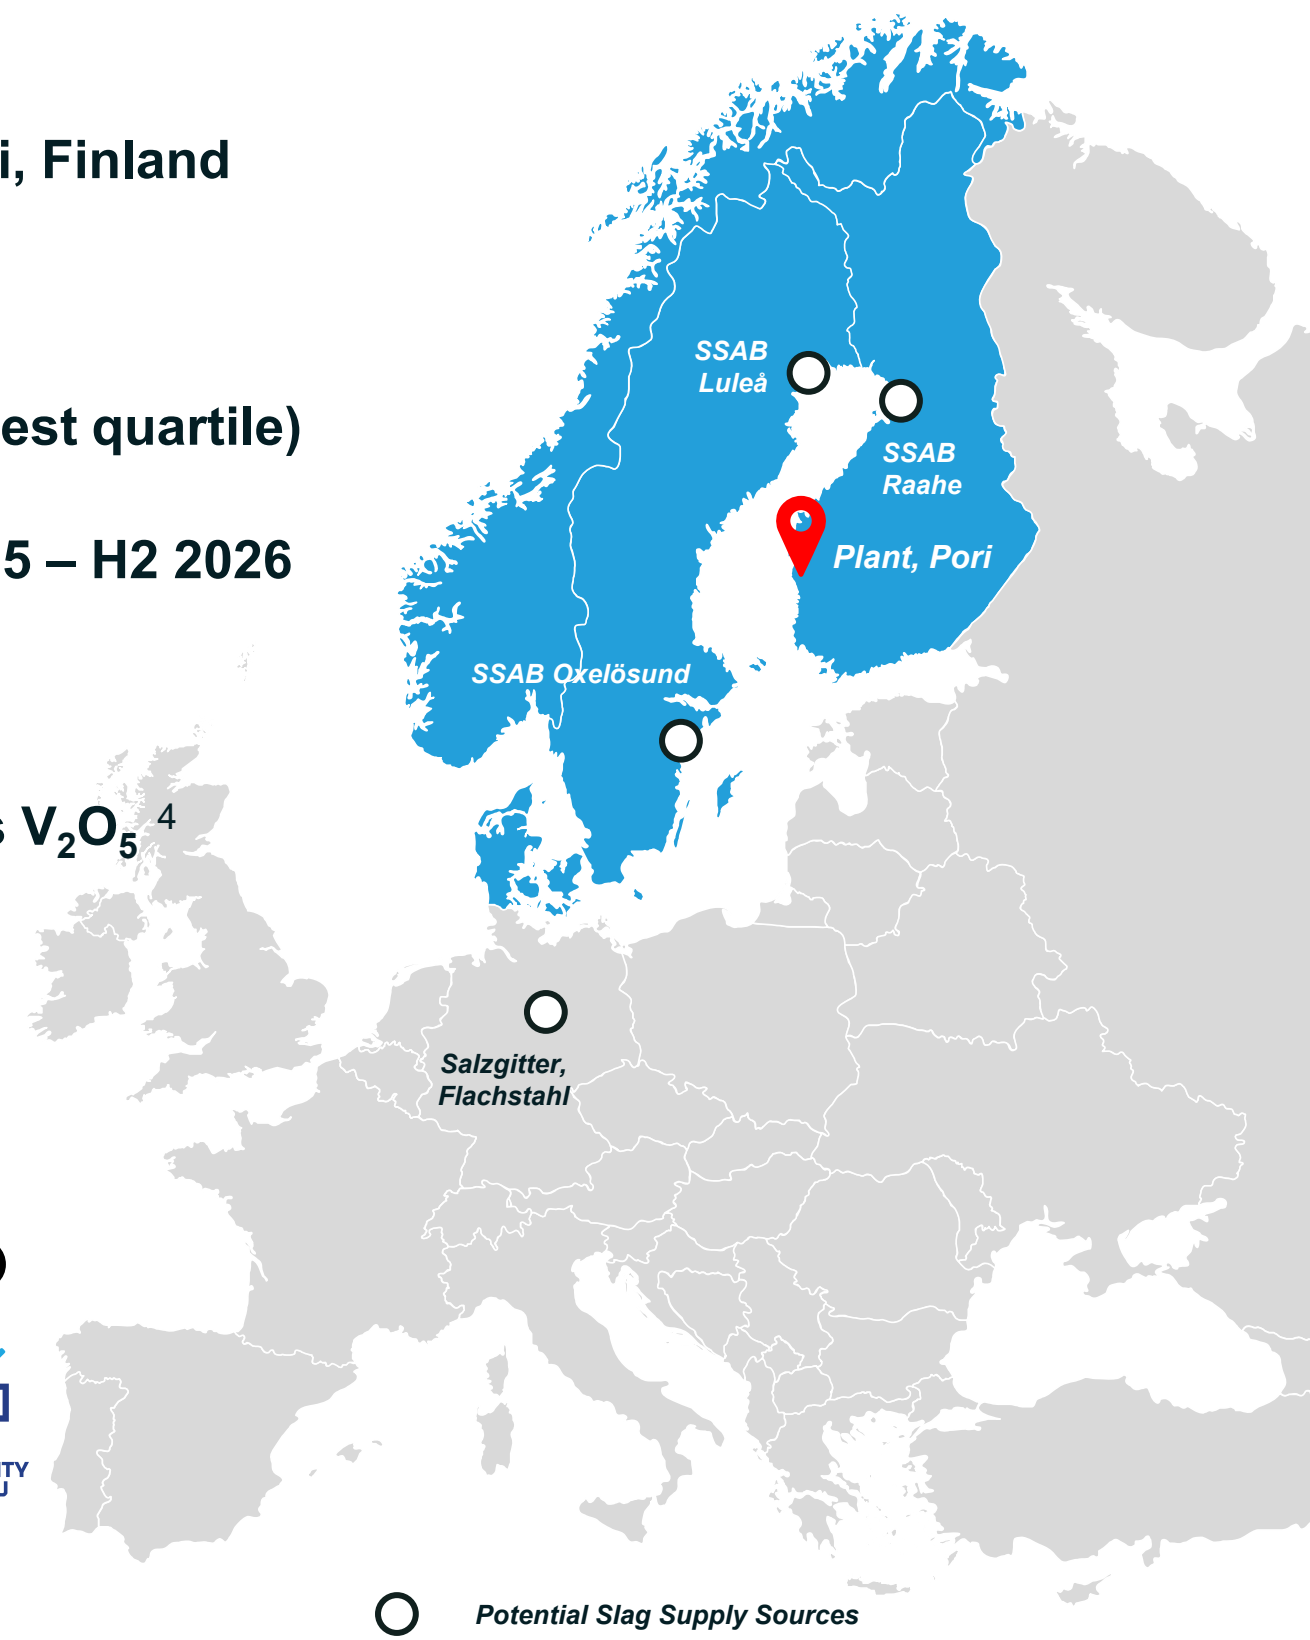 i, Finland
est quartile)
5 – H2 2026
s V₂O₅ 4
ITY
U
SSAB
Luleå
SSAB
Raahe
Plant, Pori
SSAB Oxelösund
Salzgitter,
Flachstahl
Potential Slag Supply Sources